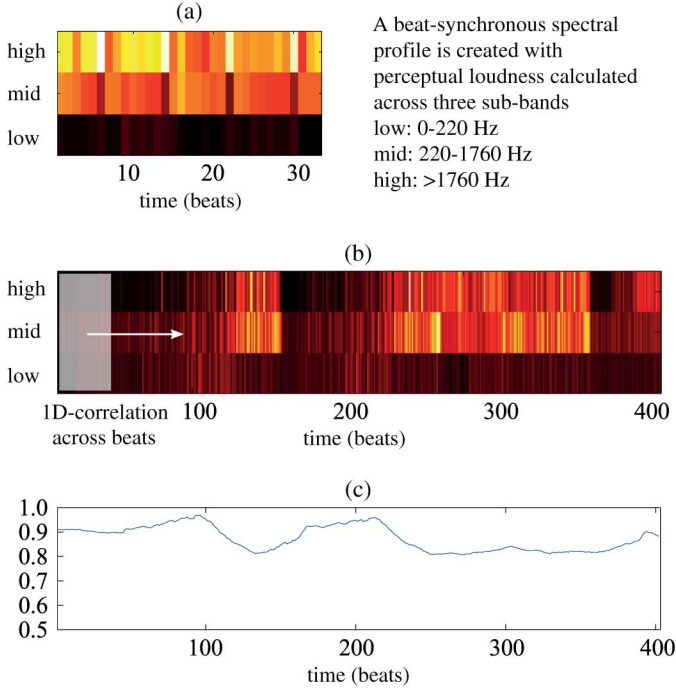 (a)
high
mid
low
10
20
30
time (beats)
A beat-synchronous spectral
profile is created with
perceptual loudness calculated
across three sub-bands
low: 0-220 Hz
mid: 220-1760 Hz
high: >1760 Hz
(b)
high
mid
low
1D-correlation
across beats
100
200
300
400
time (beats)
(c)
1.0
0.9
0.8
0.7
0.6
0.5
100
200
300
400
time (beats)